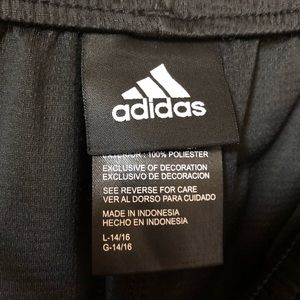 adidas
: 100% POLIESTER
EXCLUSIVE OF DECORATION
EXCLUSIVO DE DECORACION
SEE REVERSE FOR CARE
VER AL DORSO PARA CUIDADO
MADE IN INDONESIA
HECHO EN INDONESIA
L-14/16
G-14/16